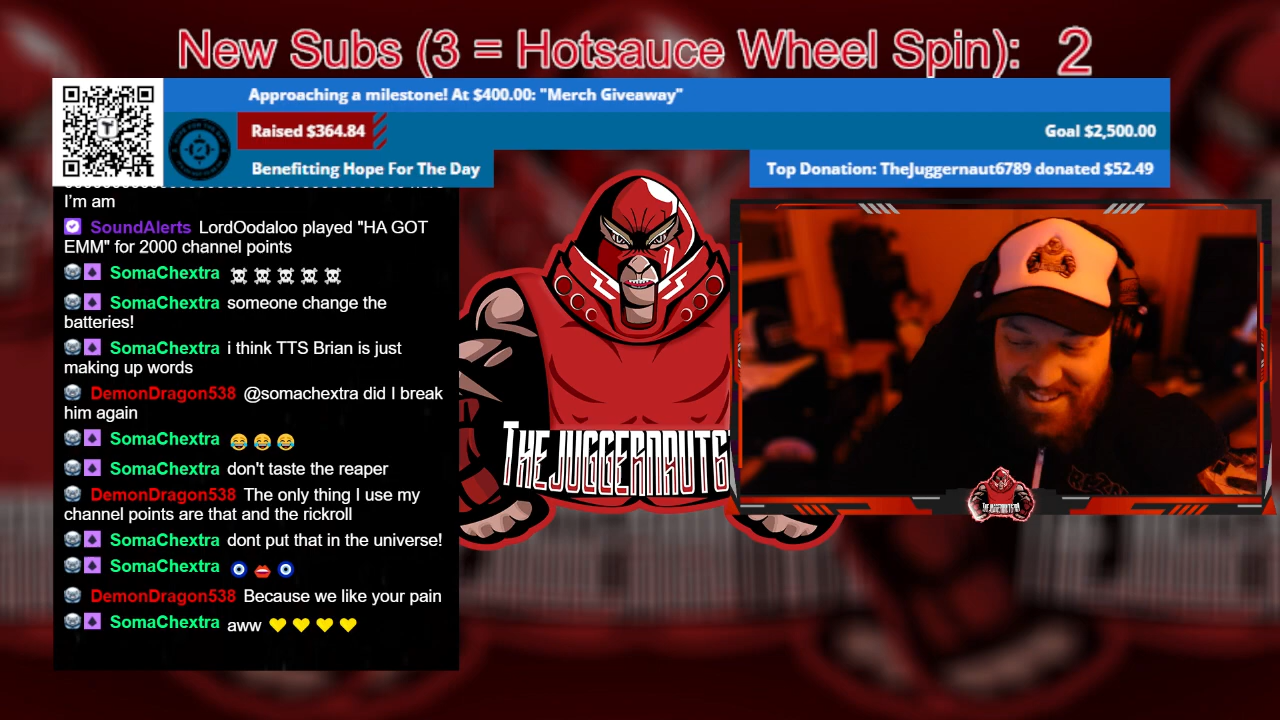 New Subs (3 = Hotsauce Wheel Spin): 2
Approaching a milestone! At $400.00: "Merch Giveaway"
Raised $364.84
Goal $2,500.00
Benefitting Hope For The Day
Top Donation: TheJuggernaut6789 donated $52.49
I'm am
SoundAlerts LordOodaloo played "HA GOT
EMM" for 2000 channel points
SomaChextra ☠ ☠ ☠ ☠ ☠
SomaChextra someone change the
batteries!
SomaChextra i think TTS Brian is just
making up words
DemonDragon538 @somachextra did I break
him again
SomaChextra 😂 😂 😂
SomaChextra don't taste the reaper
DemonDragon538 The only thing I use my
channel points are that and the rickroll
SomaChextra dont put that in the universe!
SomaChextra 🧿 👄 🧿
DemonDragon538 Because we like your pain
SomaChextra aww 💛 💛 💛 💛
THEJUGGERNAUT6